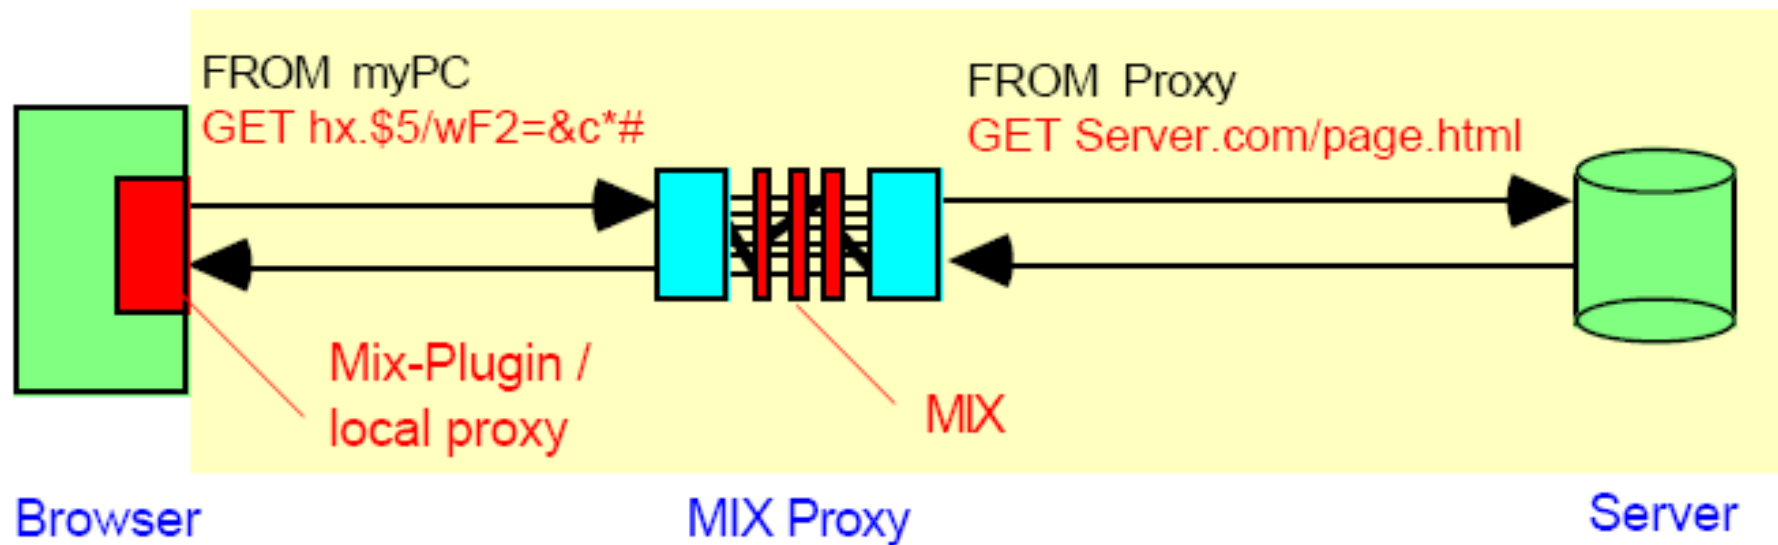 FROM myPC
GET hx.$5/wF2=&c*#
FROM Proxy
GET Server.com/page.html
Mix-Plugin /
local proxy
MIX
Browser
MIX Proxy
Server